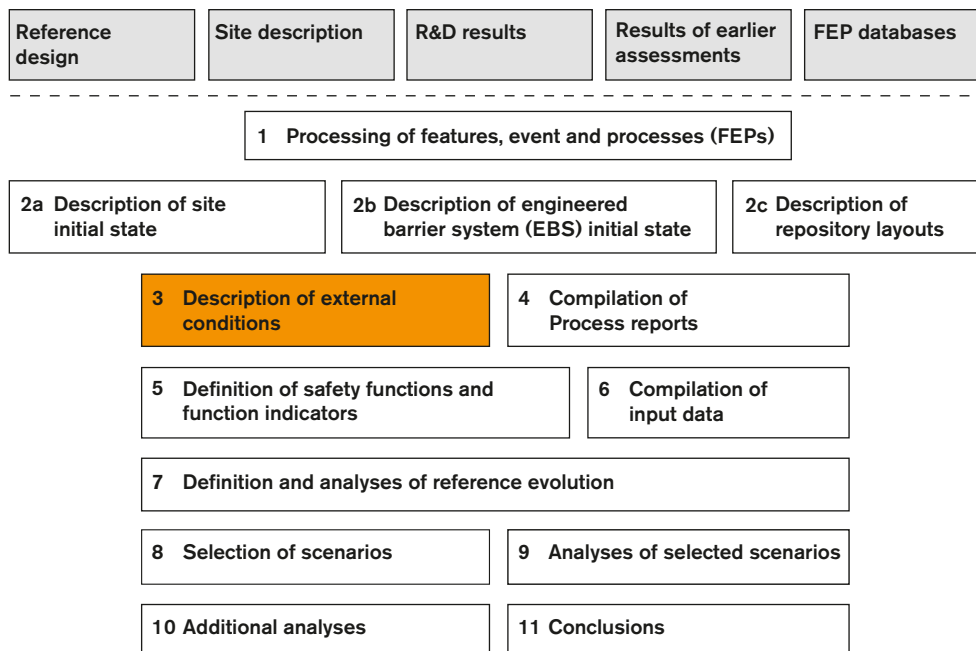 Reference
design
Site description
R&D results
Results of earlier
assessments
FEP databases
1 Processing of features, event and processes (FEPs)
2a Description of site
initial state
2b Description of engineered
barrier system (EBS) initial state
2c Description of
repository layouts
3 Description of external
conditions
4 Compilation of
Process reports
5 Definition of safety functions and
function indicators
6 Compilation of
input data
7 Definition and analyses of reference evolution
8 Selection of scenarios
9 Analyses of selected scenarios
10 Additional analyses
11 Conclusions